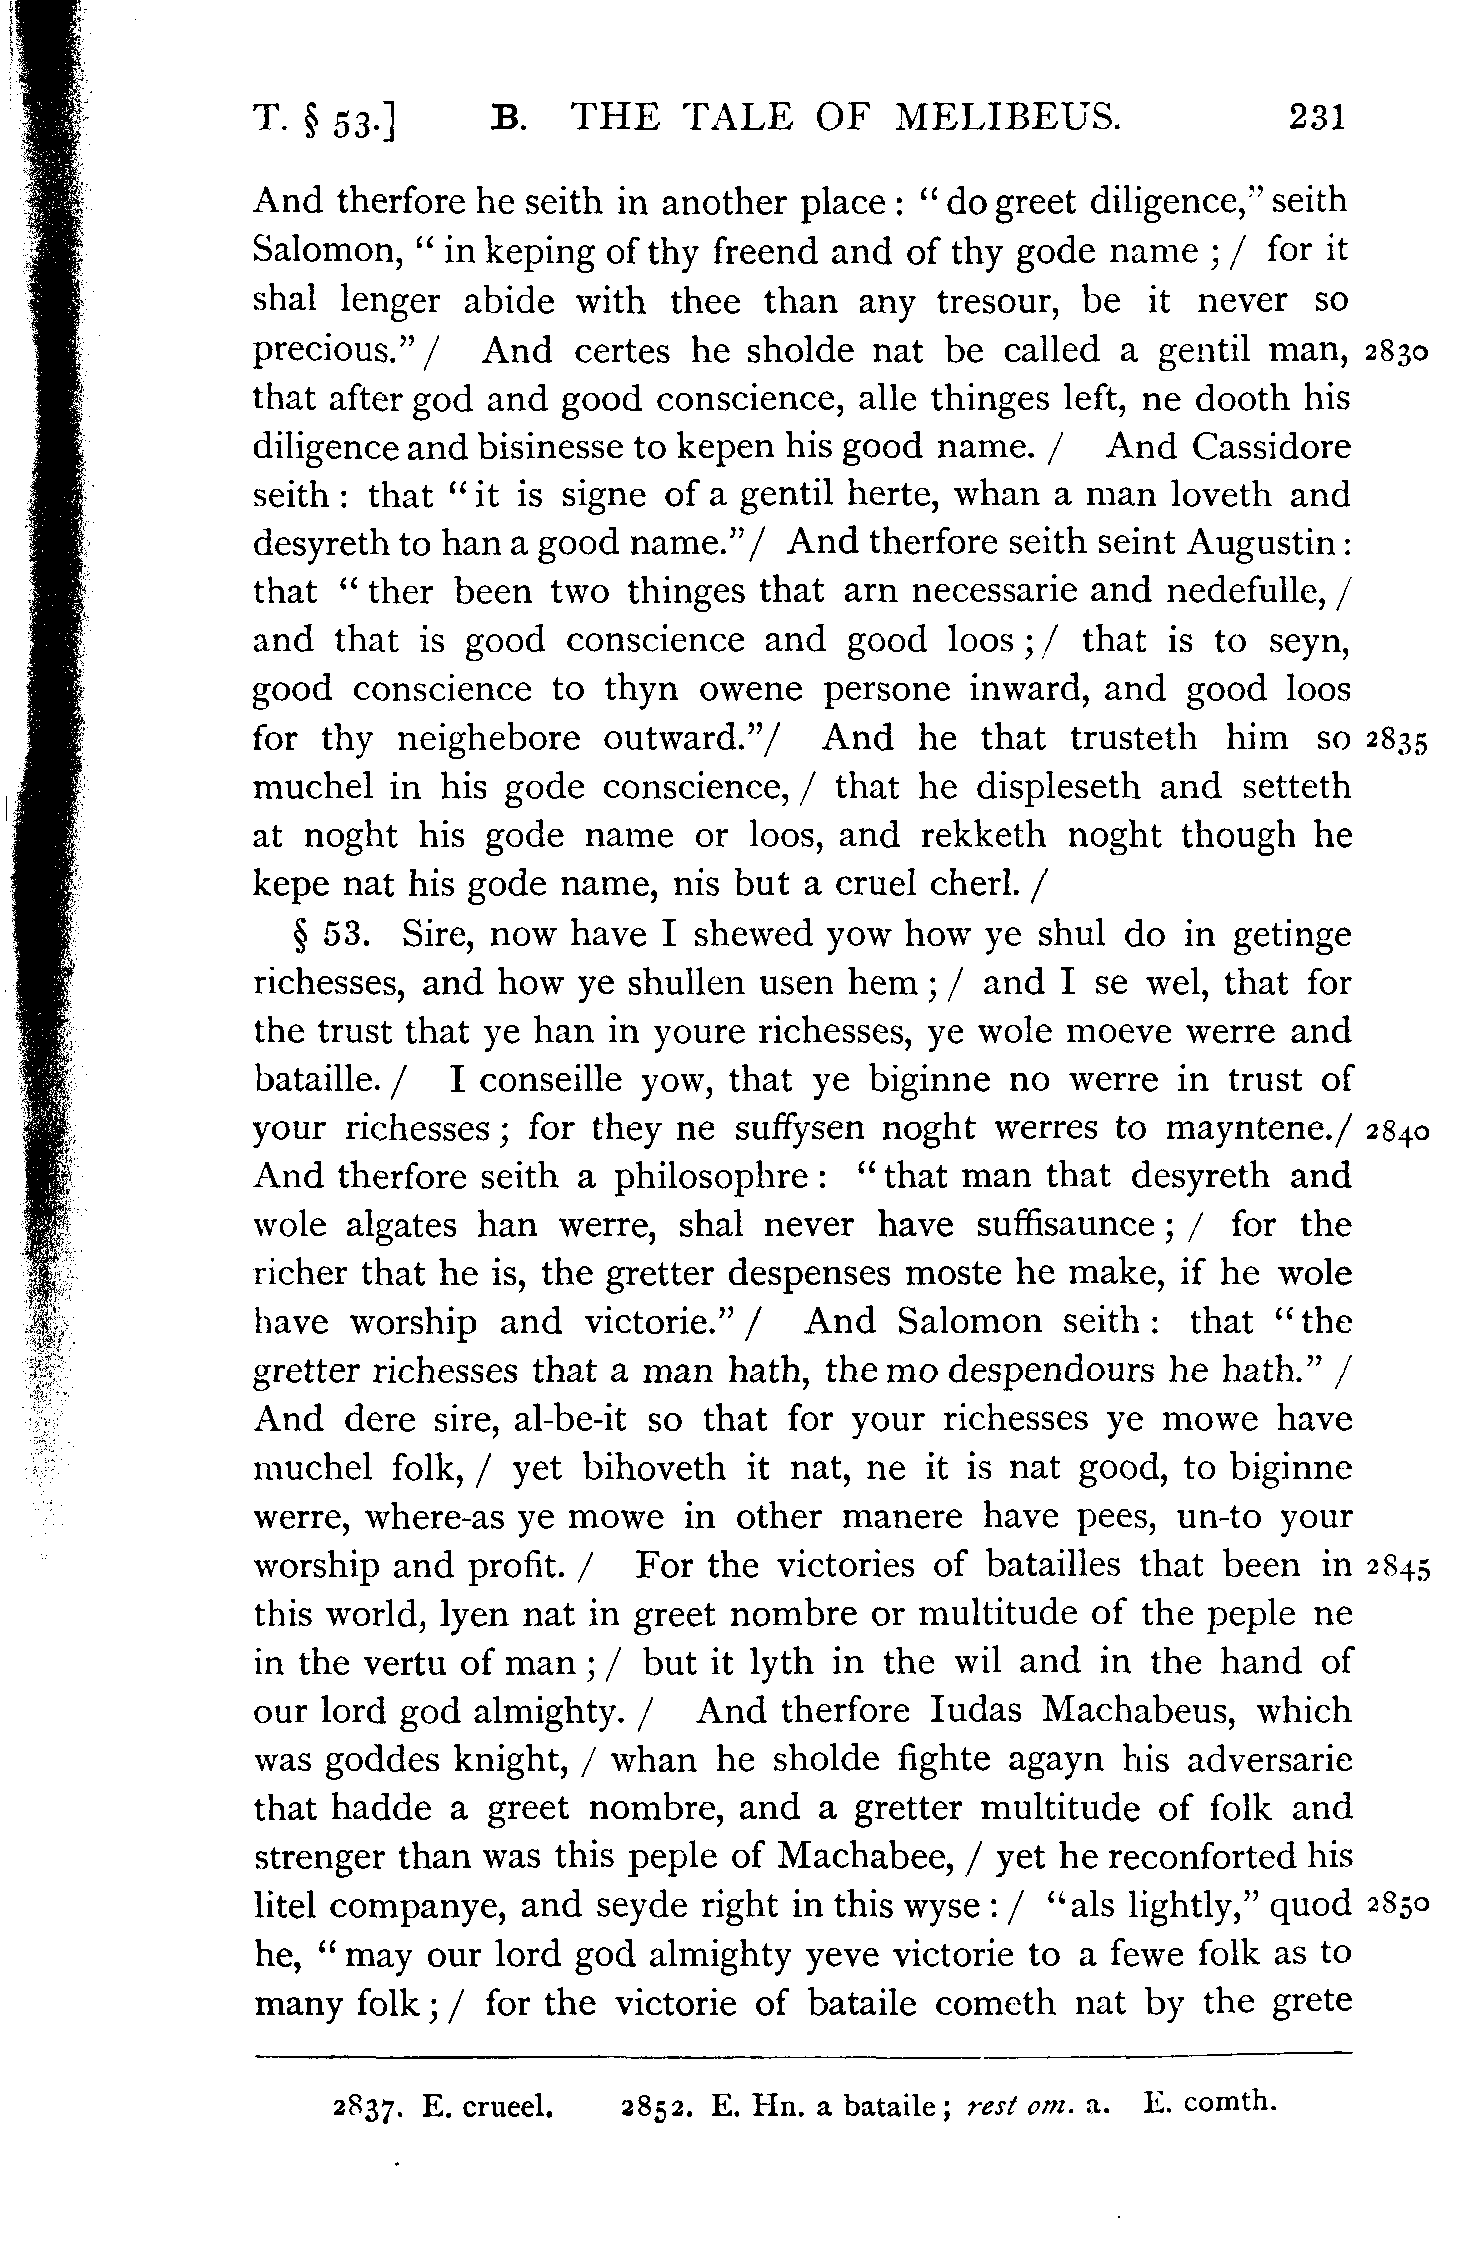 T. § 53.] B. THE TALE OF MELIBEUS. 231
And therfore he seith in another place : “ do greet diligence,” seith
Salomon, “ in keping of thy freend and of thy gode name ; / for it
shal lenger abide with thee than any tresour, be it never so
precious.” / And certes he sholde nat be called a gentil man, 2830
that after god and good conscience, alle thinges left, ne dooth his
diligence and bisinesse to kepen his good name. / And Cassidore
seith : that “ it is signe of a gentil herte, whan a man loveth and
desyreth to han a good name.” / And therfore seith seint Augustin :
that “ ther been two thinges that arn necessarie and nedefulle, /
and that is good conscience and good loos ; / that is to seyn,
good conscience to thyn owene persone inward, and good loos
for thy neighebore outward.”/ And he that trusteth him so 2835
muchel in his gode conscience, / that he displeseth and setteth
at noght his gode name or loos, and rekketh noght though he
kepe nat his gode name, nis but a cruel cherl. /
§ 53. Sire, now have I shewed yow how ye shul do in getinge
richesses, and how ye shullen usen hem ; / and I se wel, that for
the trust that ye han in youre richesses, ye wole moeve werre and
bataille. / I conseille yow, that ye biginne no werre in trust of
your richesses ; for they ne suffysen noght werres to mayntene./ 2840
And therfore seith a philosophre : “ that man that desyreth and
wole algates han werre, shal never have suffisaunce ; / for the
richer that he is, the gretter despenses moste he make, if he wole
have worship and victorie.” / And Salomon seith : that “ the
gretter richesses that a man hath, the mo despendours he hath.” /
And dere sire, al-be-it so that for your richesses ye mowe have
muchel folk, / yet bihoveth it nat, ne it is nat good, to biginne
werre, where-as ye mowe in other manere have pees, un-to your
worship and profit. / For the victories of batailles that been in 2845
this world, lyen nat in greet nombre or multitude of the peple ne
in the vertu of man ; / but it lyth in the wil and in the hand of
our lord god almighty. / And therfore Iudas Machabeus, which
was goddes knight, / whan he sholde fighte agayn his adversarie
that hadde a greet nombre, and a gretter multitude of folk and
strenger than was this peple of Machabee, / yet he reconforted his
litel companye, and seyde right in this wyse : / “als lightly,” quod 2850
he, “ may our lord god almighty yeve victorie to a fewe folk as to
many folk ; / for the victorie of bataile cometh nat by the grete
2837. E. crueel. 2852. E. Hn. a bataile ; rest om. a. E. comth.